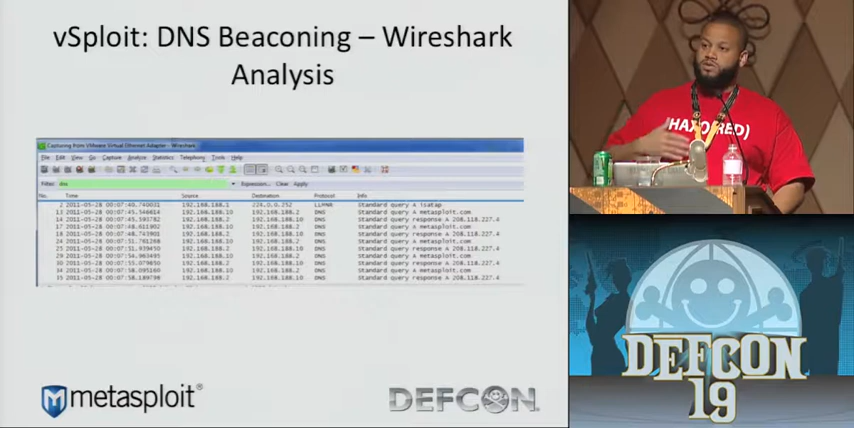 vSploit: DNS Beaconing – Wireshark
Analysis
Capturing from VMware Virtual Ethernet Adapter - Wireshark
File Edit View Go Capture Analyze Statistics Telephony Tools Help
Filter: dns Expression... Clear Apply
No. Time Source Destination Protocol Info
2 2011-05-28 00:07:40.740031 192.168.188.1 224.0.0.252 LLMNR Standard query A isatap
13 2011-05-28 00:07:45.546614 192.168.188.10 192.168.188.2 DNS Standard query A metasploit.com
14 2011-05-28 00:07:45.593782 192.168.188.2 192.168.188.10 DNS Standard query response A 208.118.227.4
17 2011-05-28 00:07:48.611902 192.168.188.10 192.168.188.2 DNS Standard query A metasploit.com
18 2011-05-28 00:07:48.743901 192.168.188.2 192.168.188.10 DNS Standard query response A 208.118.227.4
24 2011-05-28 00:07:51.761268 192.168.188.10 192.168.188.2 DNS Standard query A metasploit.com
25 2011-05-28 00:07:51.939450 192.168.188.2 192.168.188.10 DNS Standard query response A 208.118.227.4
29 2011-05-28 00:07:54.963495 192.168.188.10 192.168.188.2 DNS Standard query A metasploit.com
30 2011-05-28 00:07:55.079650 192.168.188.2 192.168.188.10 DNS Standard query response A 208.118.227.4
34 2011-05-28 00:07:58.095160 192.168.188.10 192.168.188.2 DNS Standard query A metasploit.com
35 192.168.188.2 192.168.188.10 DNS Standard query response A 208.118.227.4
metasploit®
DEFCON
RED)
DEFCON
19